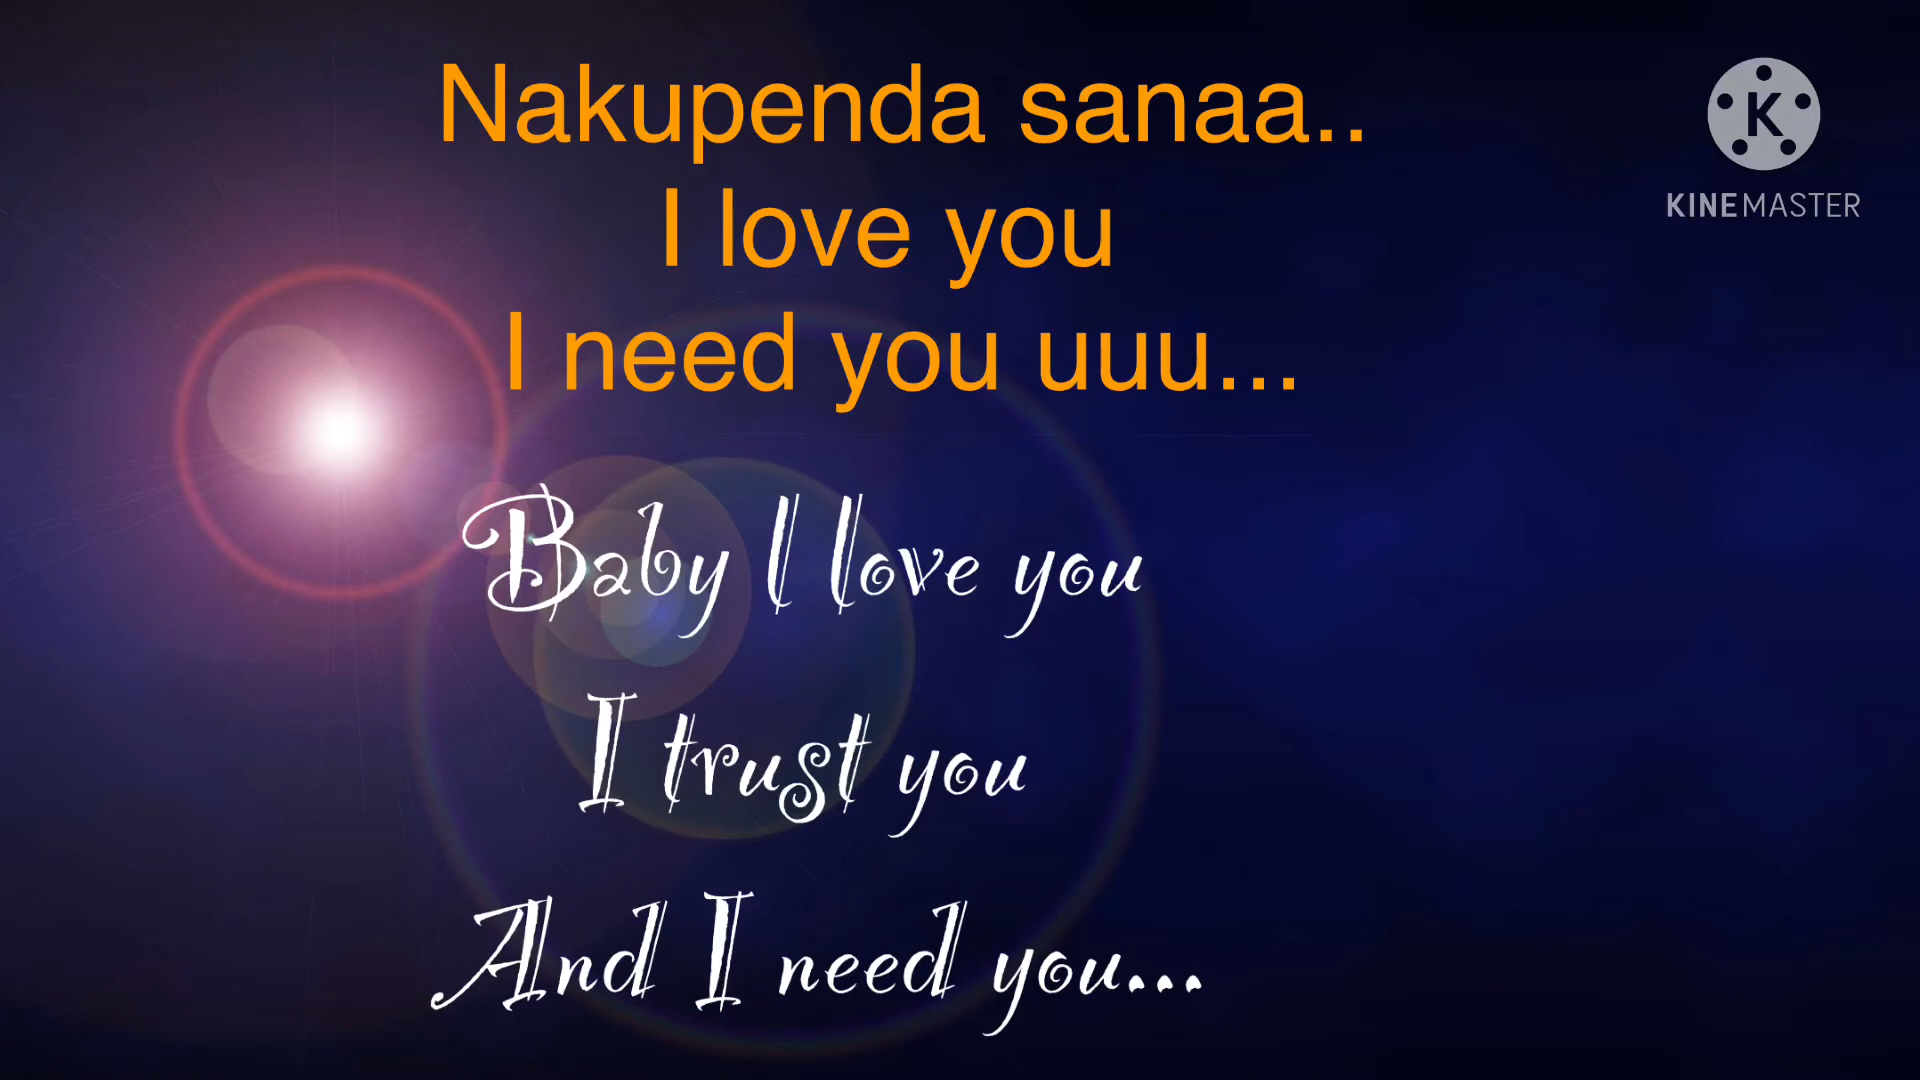 Nakupenda sanaa..
I love you
I need you uuu...
Baby I love you
I trust you
And I need you...
K
KINEMASTER